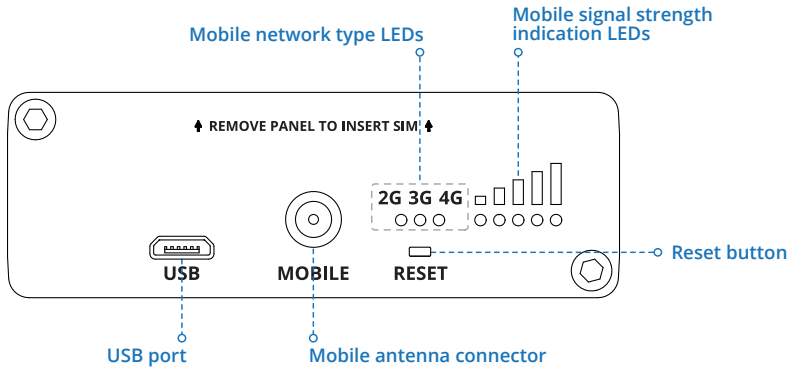 Mobile network type LEDs
Mobile signal strength
indication LEDs
REMOVE PANEL TO INSERT SIM
2G 3G 4G
USB
MOBILE
RESET
Reset button
USB port
Mobile antenna connector